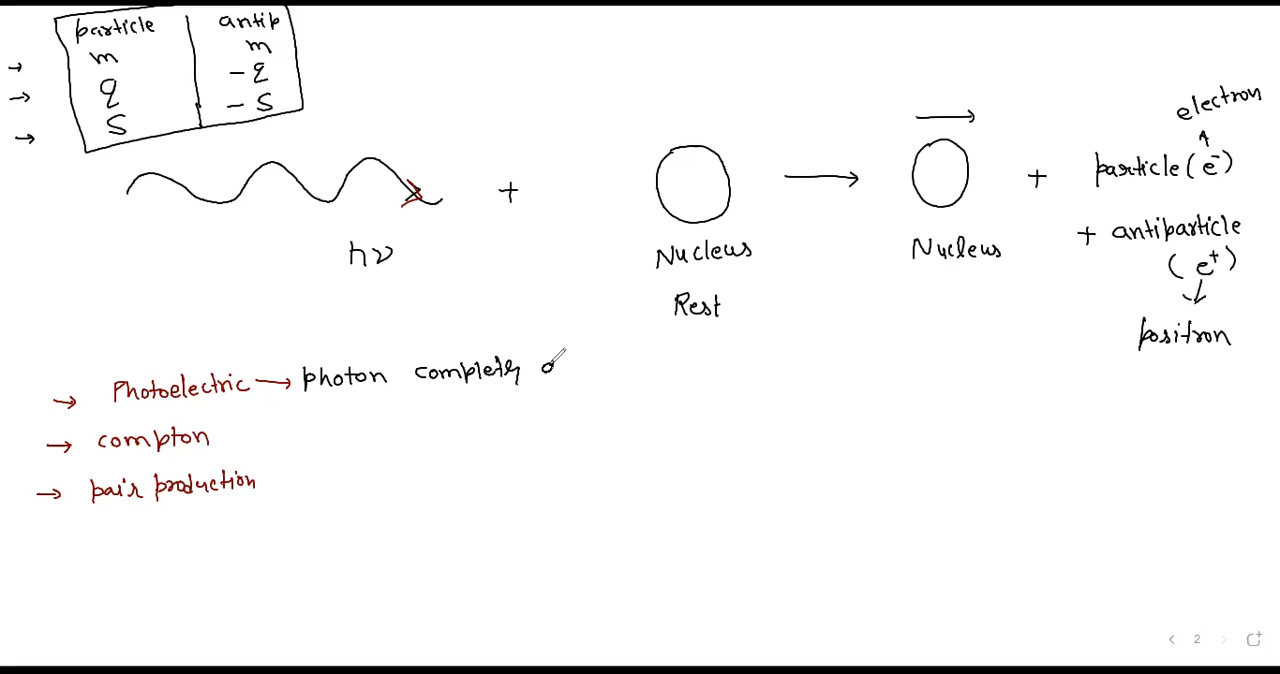 particle antip
m m
q -q
S -S
electron
+ → + particle (e⁻)
+ antiparticle
(e⁺)
hν Nucleus Nucleus
Rest
positron
→ Photoelectric → photon completely
→ compton
→ pair production
< 2 >